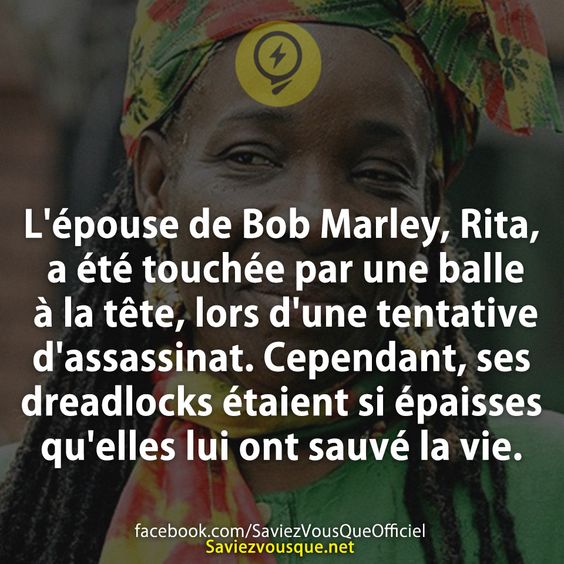 L'épouse de Bob Marley, Rita,
a été touchée par une balle
à la tête, lors d'une tentative
d'assassinat. Cependant, ses
dreadlocks étaient si épaisses
qu'elles lui ont sauvé la vie.
facebook.com/SaviezVousQueOfficiel
Saviezvousque.net